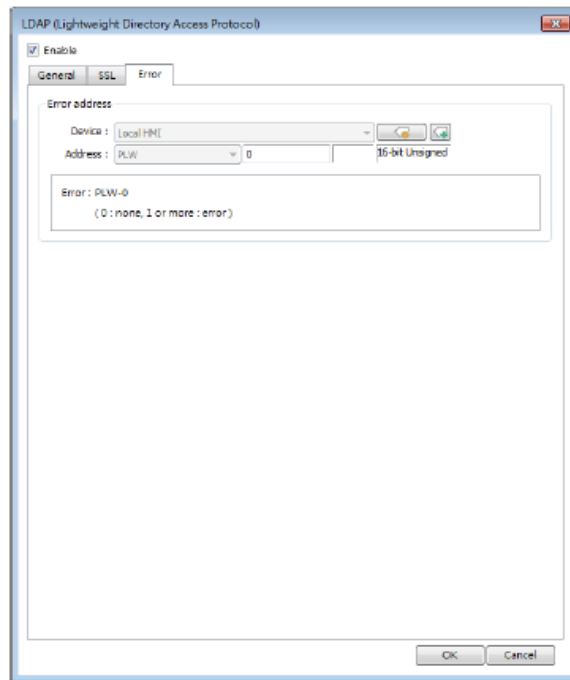 LDAP (Lightweight Directory Access Protocol)
Enable
General SSL Error
Error address
Device : Local HMI
Address : PLW 0 16-bit Unsigned
Error : PLW-0
( 0 : none, 1 or more : error )
OK Cancel